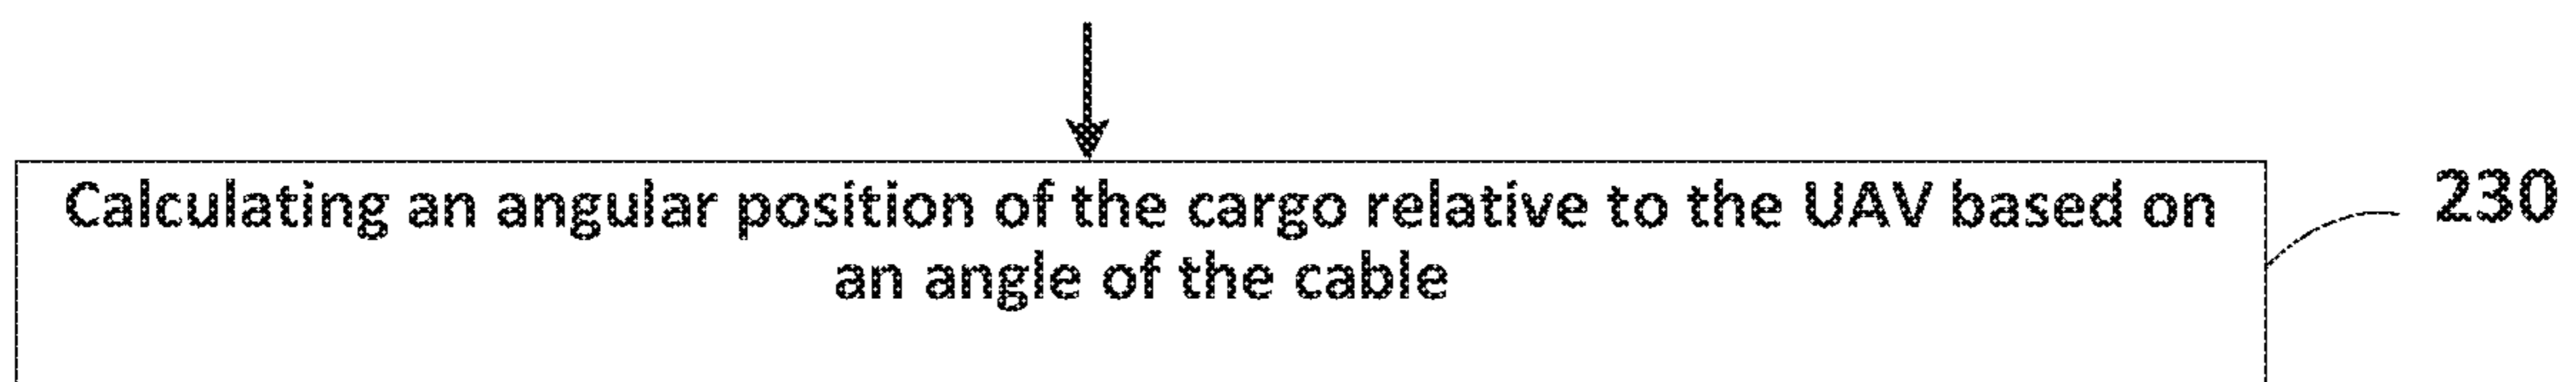 Calculating an angular position of the cargo relative to the UAV based on
an angle of the cable
230